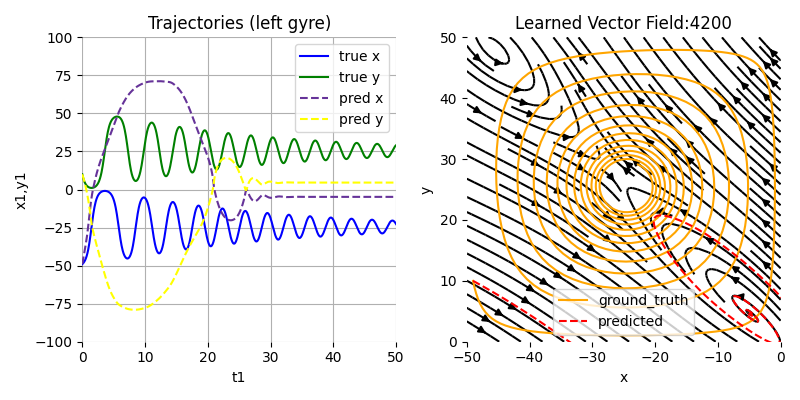 Trajectories (left gyre)
100
75
50
25
0
−25
−50
−75
−100
0 10 20 30 40 50
t1
x1,y1
true x
true y
pred x
pred y
Learned Vector Field:4200
50
40
30
20
10
0
−50 −40 −30 −20 −10 0
x
y
ground_truth
predicted